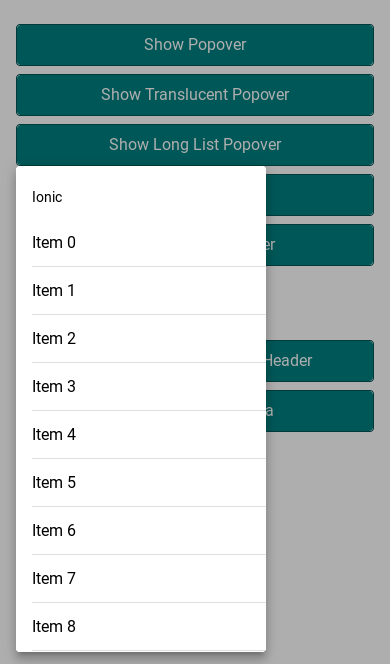 Show Popover
Show Translucent Popover
Show Long List Popover
Ionic
Item 0
Item 1
Item 2
Item 3
Item 4
Item 5
Item 6
Item 7
Item 8
Header